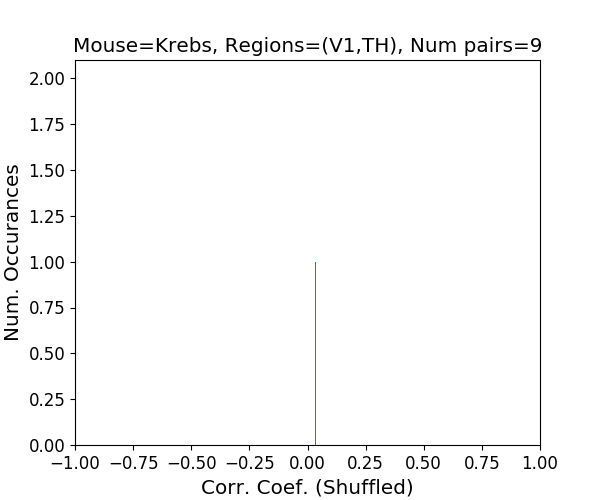 Mouse=Krebs, Regions=(V1,TH), Num pairs=9
Num. Occurances
2.00
1.75
1.50
1.25
1.00
0.75
0.50
0.25
0.00
−1.00 −0.75 −0.50 −0.25 0.00 0.25 0.50 0.75 1.00
Corr. Coef. (Shuffled)